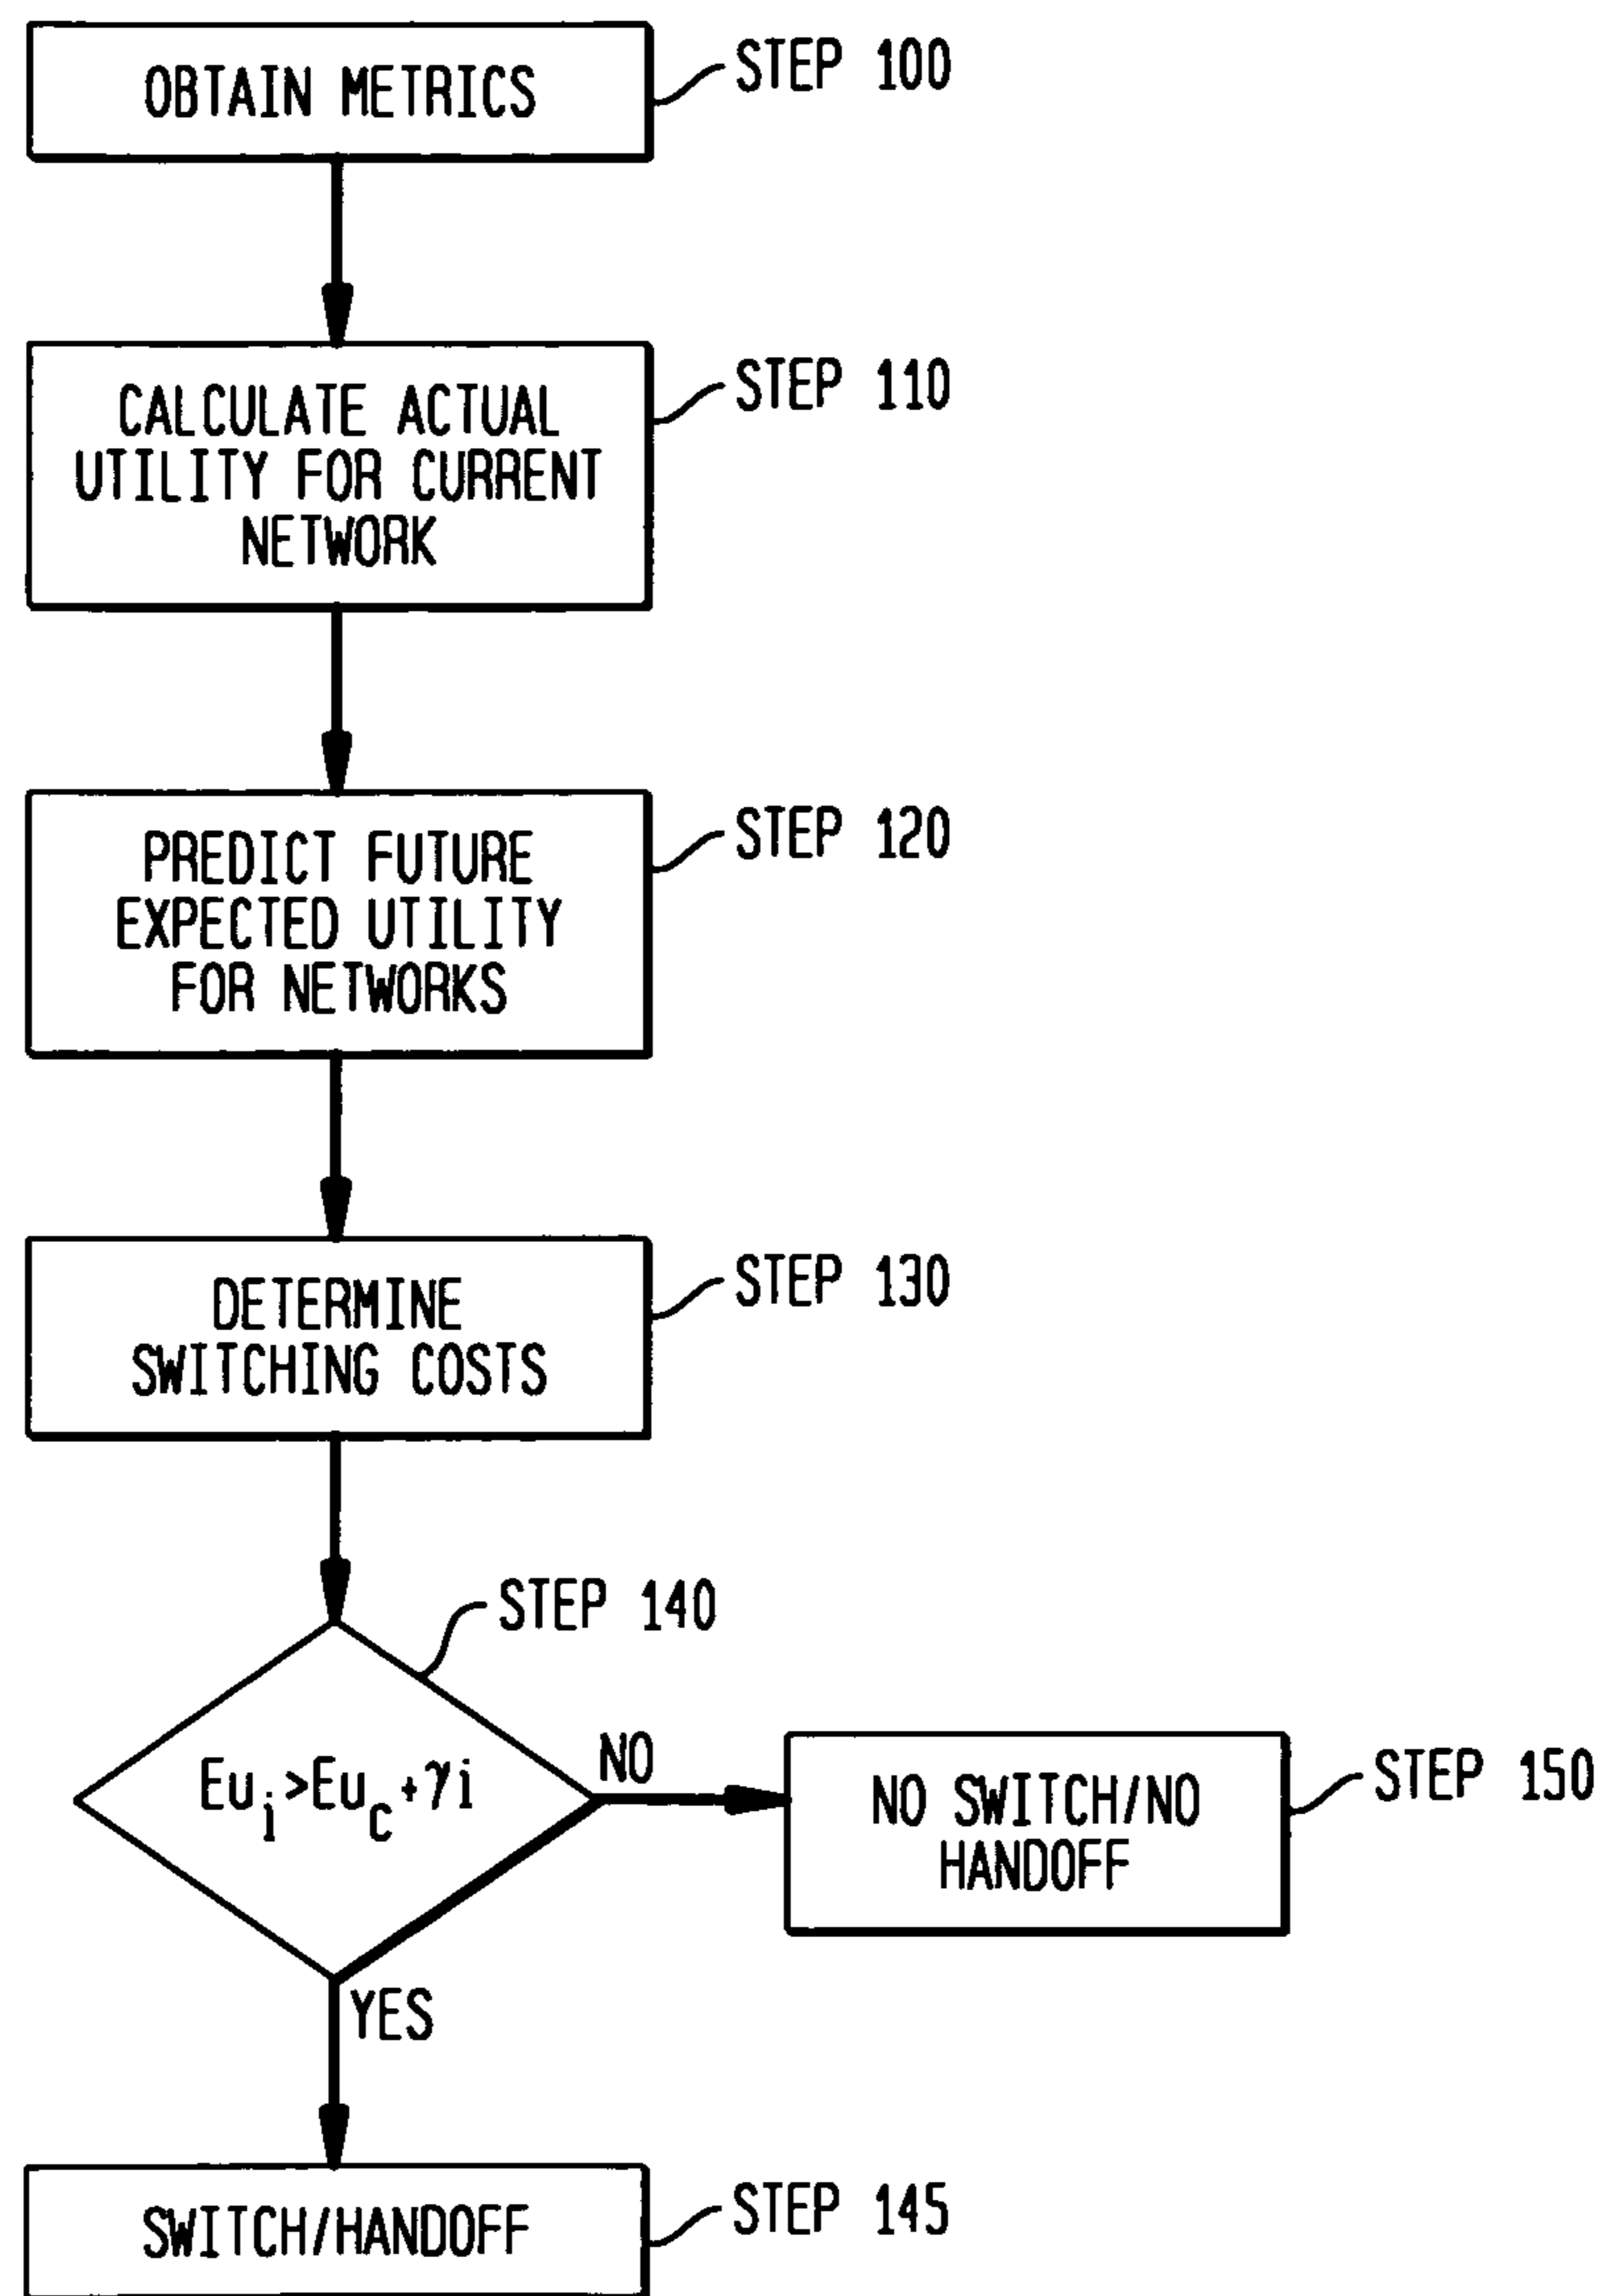 OBTAIN METRICS
STEP 100
CALCULATE ACTUAL
UTILITY FOR CURRENT
NETWORK
STEP 110
PREDICT FUTURE
EXPECTED UTILITY
FOR NETWORKS
STEP 120
DETERMINE
SWITCHING COSTS
STEP 130
STEP 140
Eu_i>Eu_c+γi
NO
NO SWITCH/NO
HANDOFF
STEP 150
YES
SWITCH/HANDOFF
STEP 145